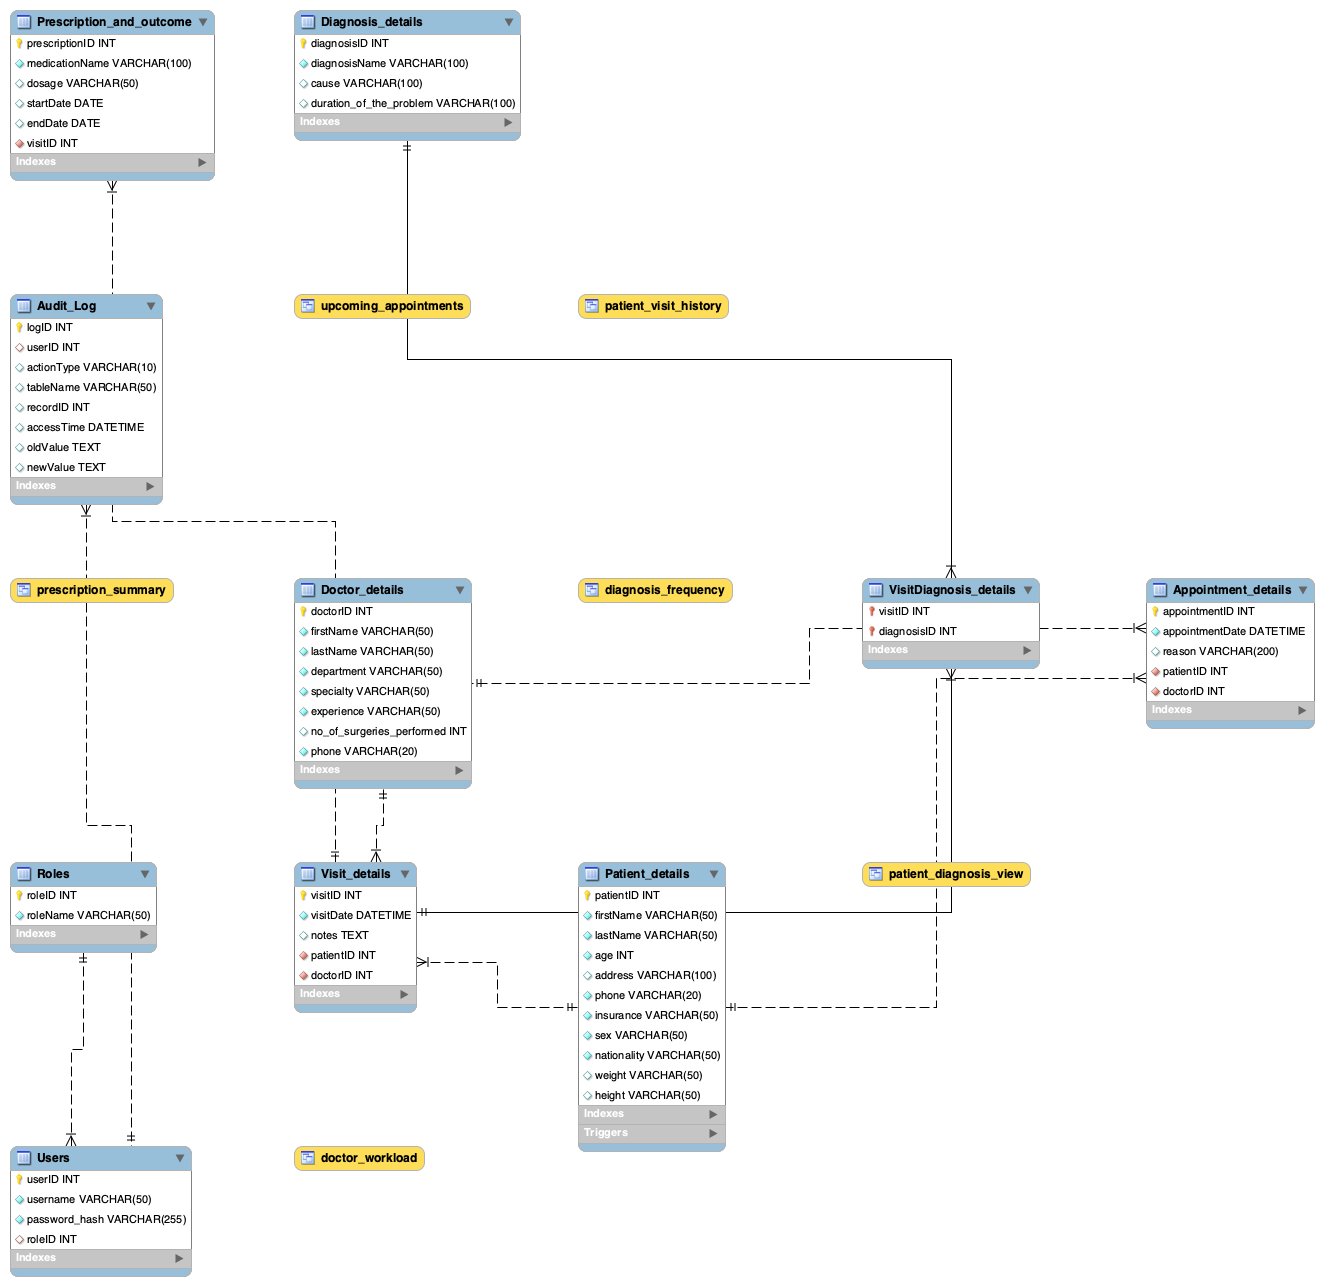 Prescription_and_outcome
prescriptionID INT
medicationName VARCHAR(100)
dosage VARCHAR(50)
startDate DATE
endDate DATE
visitID INT
Indexes
Diagnosis_details
diagnosisID INT
diagnosisName VARCHAR(100)
cause VARCHAR(100)
duration_of_the_problem VARCHAR(100)
Indexes
Audit_Log
logID INT
userID INT
actionType VARCHAR(10)
tableName VARCHAR(50)
recordID INT
accessTime DATETIME
oldValue TEXT
newValue TEXT
Indexes
upcoming_appointments
patient_visit_history
prescription_summary
Doctor_details
doctorID INT
firstName VARCHAR(50)
lastName VARCHAR(50)
department VARCHAR(50)
specialty VARCHAR(50)
experience VARCHAR(50)
no_of_surgeries_performed INT
phone VARCHAR(20)
Indexes
diagnosis_frequency
VisitDiagnosis_details
visitID INT
diagnosisID INT
Indexes
Appointment_details
appointmentID INT
appointmentDate DATETIME
reason VARCHAR(200)
patientID INT
doctorID INT
Indexes
Roles
roleID INT
roleName VARCHAR(50)
Indexes
Visit_details
visitID INT
visitDate DATETIME
notes TEXT
patientID INT
doctorID INT
Indexes
Patient_details
patientID INT
firstName VARCHAR(50)
lastName VARCHAR(50)
age INT
address VARCHAR(100)
phone VARCHAR(20)
insurance VARCHAR(50)
sex VARCHAR(50)
nationality VARCHAR(50)
weight VARCHAR(50)
height VARCHAR(50)
Indexes
Triggers
patient_diagnosis_view
Users
userID INT
username VARCHAR(50)
password_hash VARCHAR(255)
roleID INT
Indexes
doctor_workload